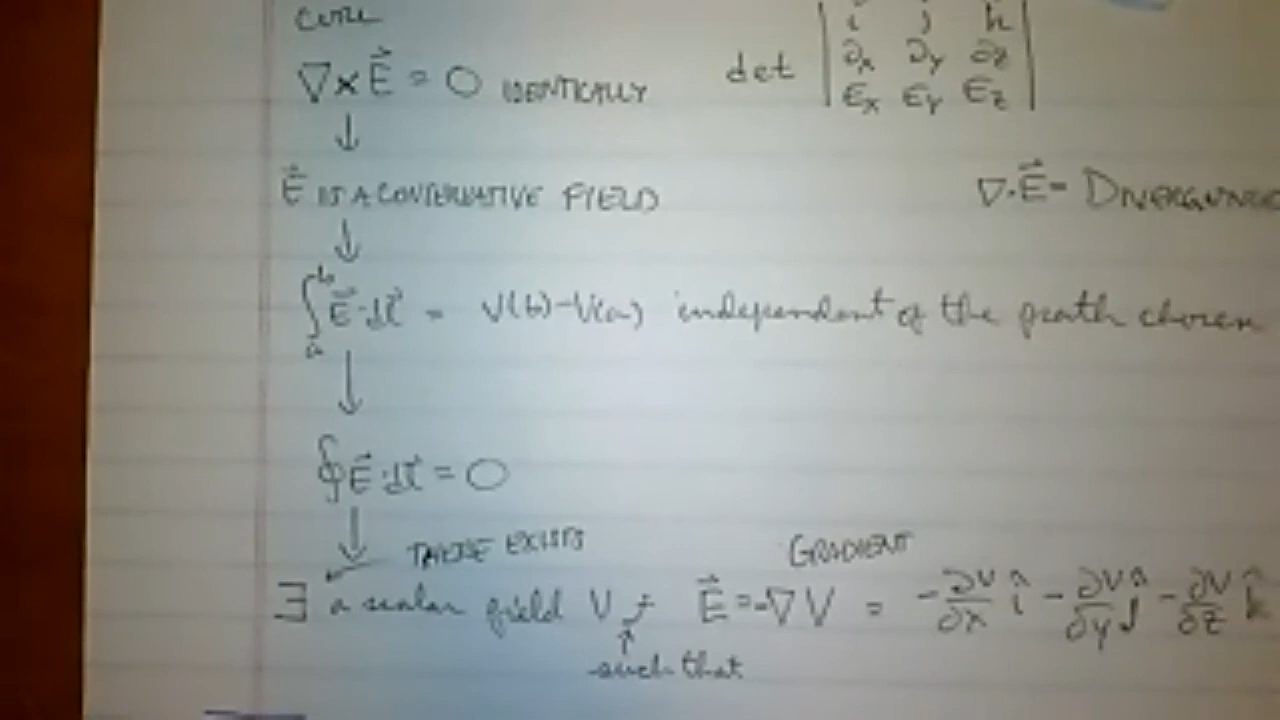 CURL
î ĵ k̂
∇×E⃗ = 0 IDENTICALLY det | ∂x ∂y ∂z |
Ex Ey Ez
↓
E⃗ IS A CONSERVATIVE FIELD ∇·E⃗ = DIVERGENCE
↓
∫ₐᵇ E⃗·dl⃗ = V(b)-V(a) independent of the path chosen
↓
∮E⃗·dl⃗ = 0
↓ THERE EXISTS GRADIENT
∃ a scalar field V ∋ E⃗ = -∇V = -∂V/∂x î - ∂V/∂y ĵ - ∂V/∂z k̂
↑
such that